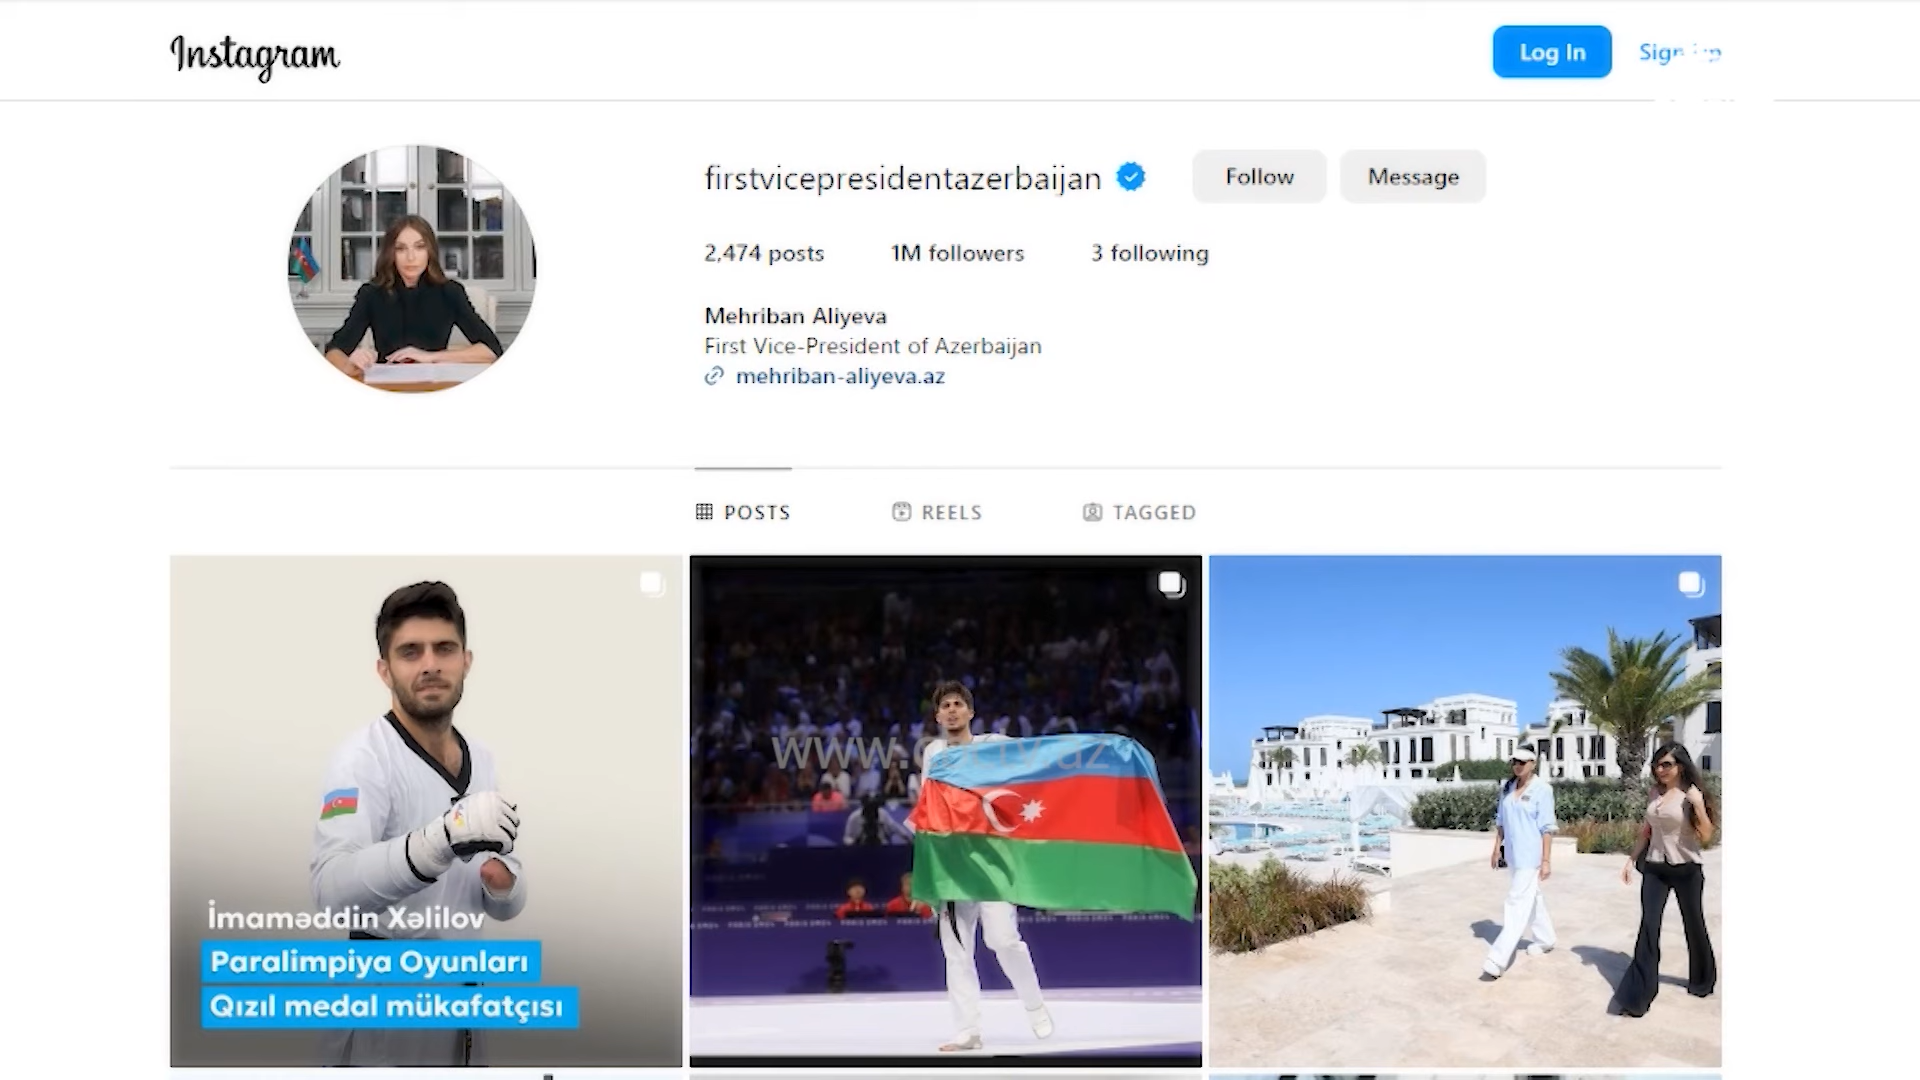 Instagram
Log In
firstvicepresidentazerbaijan
Follow
Message
2,474 posts
1M followers
3 following
Mehriban Aliyeva
First Vice-President of Azerbaijan
mehriban-aliyeva.az
POSTS
REELS
TAGGED
İmaməddin Xəlilov
Paralimpiya Oyunları
Qızıl medal mükafatçısı